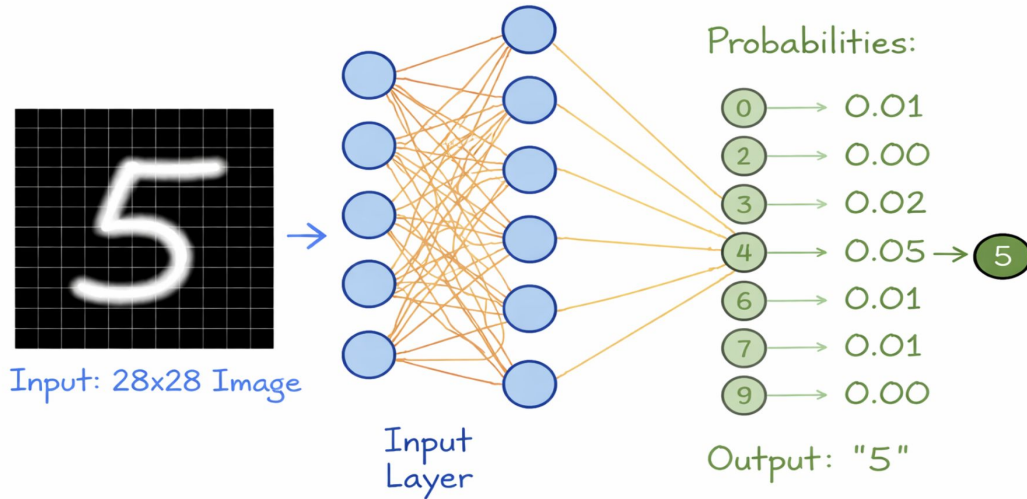 Probabilities:
0 → 0.01
2 → 0.00
3 → 0.02
4 → 0.05 → 5
6 → 0.01
7 → 0.01
9 → 0.00
5
Input: 28x28 Image
Input
Layer
Output: "5"